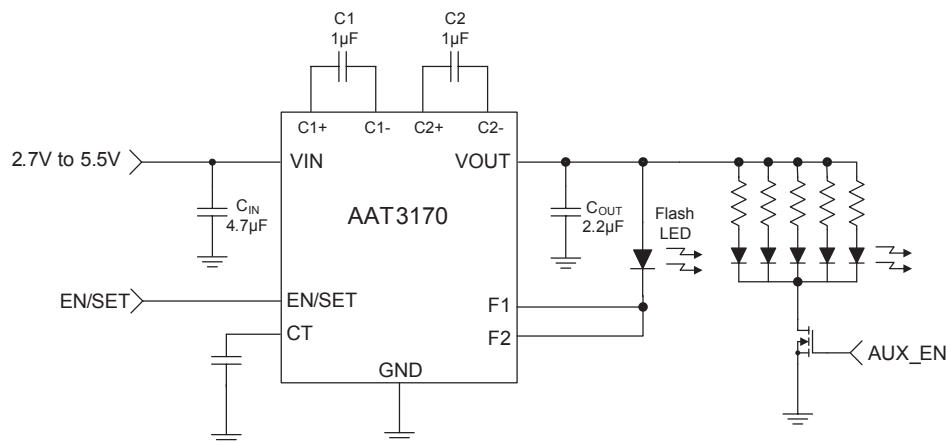 C1
1µF
C2
1µF
C1+
C1-
C2+
C2-
2.7V to 5.5V
VIN
VOUT
AAT3170
CIN
4.7µF
COUT
2.2µF
Flash
LED
EN/SET
EN/SET
F1
CT
F2
GND
AUX_EN